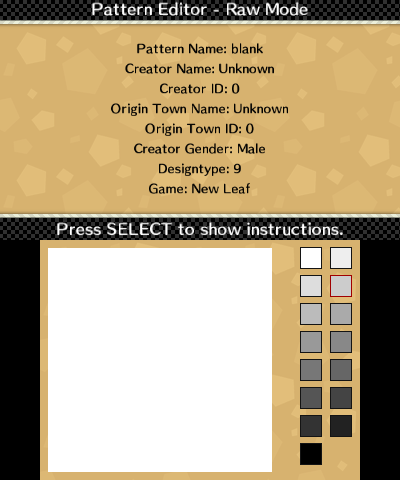 Pattern Editor - Raw Mode
Pattern Name: blank
Creator Name: Unknown
Creator ID: 0
Origin Town Name: Unknown
Origin Town ID: 0
Creator Gender: Male
Designtype: 9
Game: New Leaf
Press SELECT to show instructions.